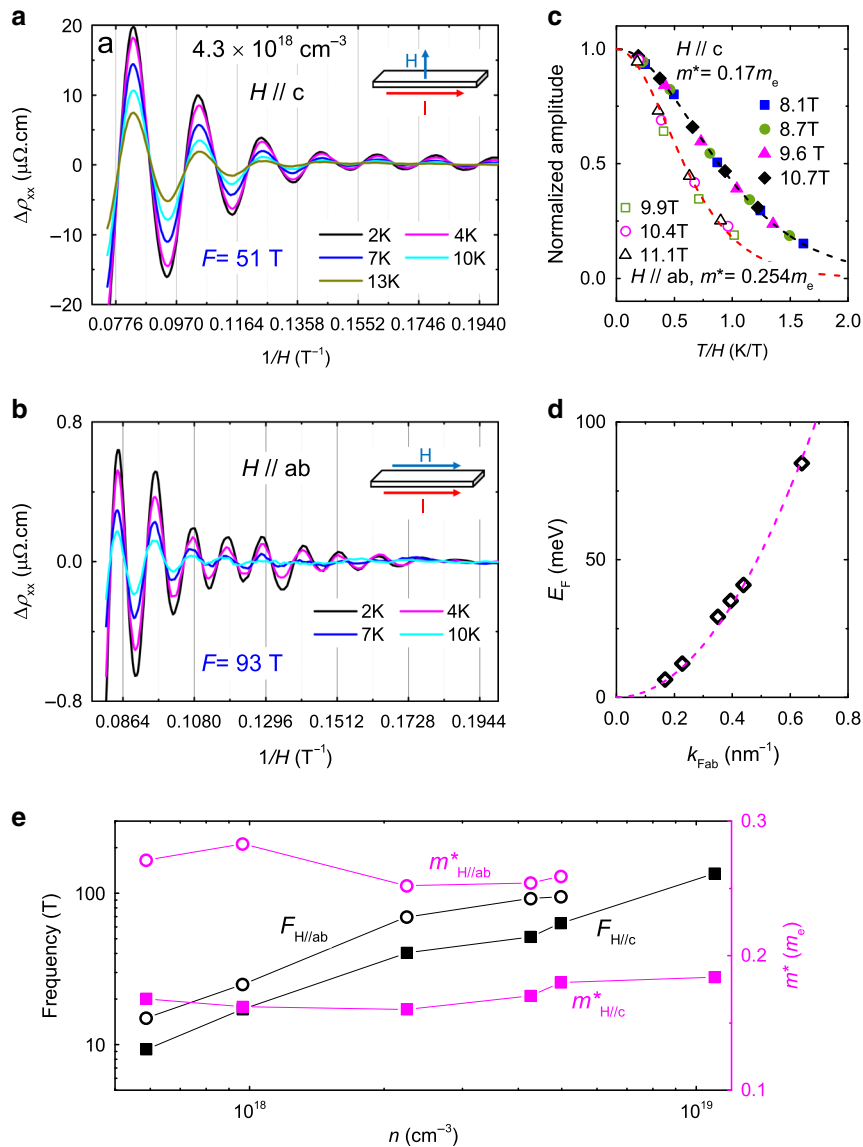 a
a
4.3 × 10¹⁸ cm⁻³
H // c
H
I
F= 51 T
2K
4K
7K
10K
13K
20
10
0
−10
−20
Δρxx (μΩ.cm)
0.0776 0.0970 0.1164 0.1358 0.1552 0.1746 0.1940
1/H (T⁻¹)
c
H // c
m*= 0.17mₑ
8.1T
8.7T
9.6 T
10.7T
9.9T
10.4T
11.1T
H // ab, m*= 0.254mₑ
1.0
0.5
0.0
Normalized amplitude
0.0 0.5 1.0 1.5 2.0
T/H (K/T)
b
H // ab
H
I
F= 93 T
2K
4K
7K
10K
0.8
0.0
−0.8
Δρxx (μΩ.cm)
0.0864 0.1080 0.1296 0.1512 0.1728 0.1944
1/H (T⁻¹)
d
100
50
0
E_F (meV)
0.0 0.2 0.4 0.6 0.8
k_Fab (nm⁻¹)
e
m*H//ab
F_H//ab
F_H//c
m*H//c
100
10
Frequency (T)
0.3
0.2
0.1
m* (mₑ)
10¹⁸ 10¹⁹
n (cm⁻³)